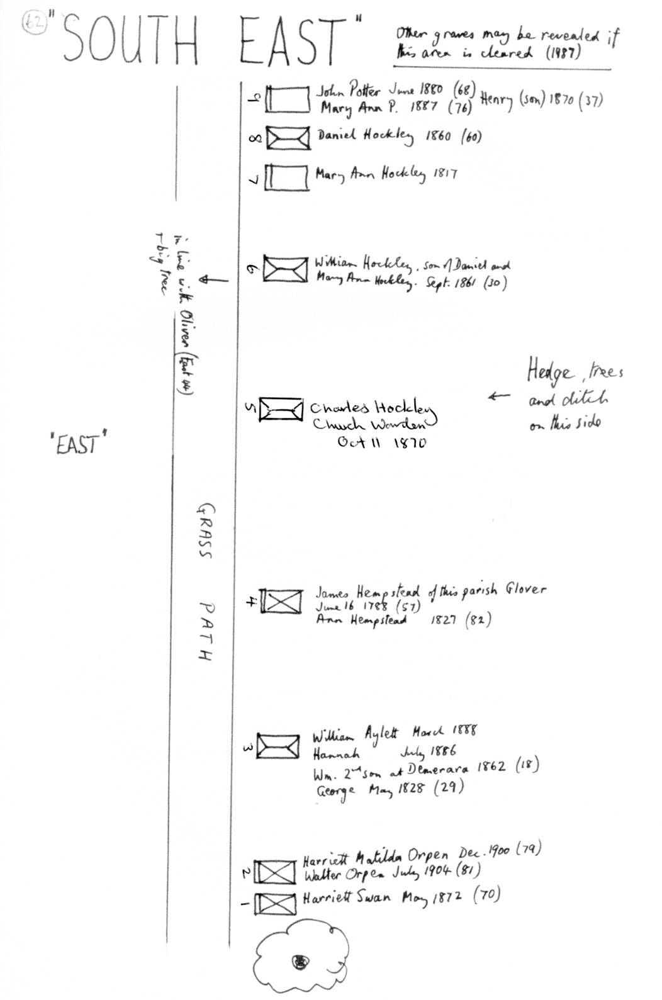 62
"SOUTH EAST"
Other graves may be revealed if
this area is cleared (1987)
9
John Potter June 1880 (68)
Mary Ann P. 1887 (76)
Henry (son) 1870 (37)
8
Daniel Hockley 1860 (60)
7
Mary Ann Hockley 1817
in line with Oliver (East 44)
+ big tree
6
William Hockley, son of Daniel and
Mary Ann Hockley. Sept. 1861 (30)
5
Charles Hockley
Church Warden
Oct 11 1870
Hedge, trees
and ditch
on this side
"EAST"
GRASS PATH
4
James Hempstead of this parish Glover
June 16 1788 (57)
Ann Hempstead 1827 (82)
3
William Aylett March 1888
Hannah July 1886
Wm. 2nd son at Demerara 1862 (18)
George May 1828 (29)
2
Harriett Matilda Orpen Dec. 1900 (79)
Walter Orpen July 1904 (81)
1
Harriett Swan May 1872 (70)